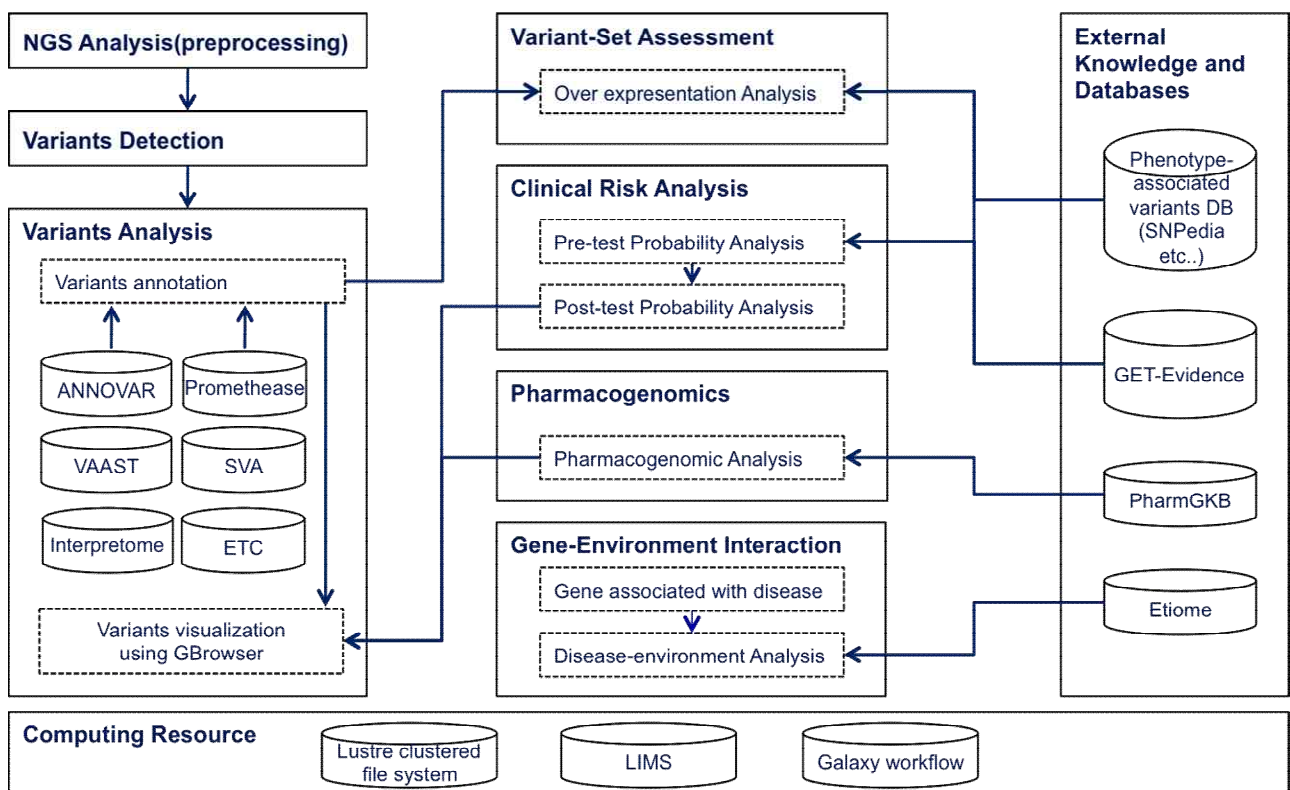 NGS Analysis(preprocessing)
Variants Detection
Variants Analysis
Variants annotation
ANNOVAR
Promethease
VAAST
SVA
Interpretome
ETC
Variants visualization
using GBrowser
Variant-Set Assessment
Over expresentation Analysis
Clinical Risk Analysis
Pre-test Probability Analysis
Post-test Probability Analysis
Pharmacogenomics
Pharmacogenomic Analysis
Gene-Environment Interaction
Gene associated with disease
Disease-environment Analysis
External
Knowledge and
Databases
Phenotype-
associated
variants DB
(SNPedia
etc..)
GET-Evidence
PharmGKB
Etiome
Computing Resource
Lustre clustered
file system
LIMS
Galaxy workflow